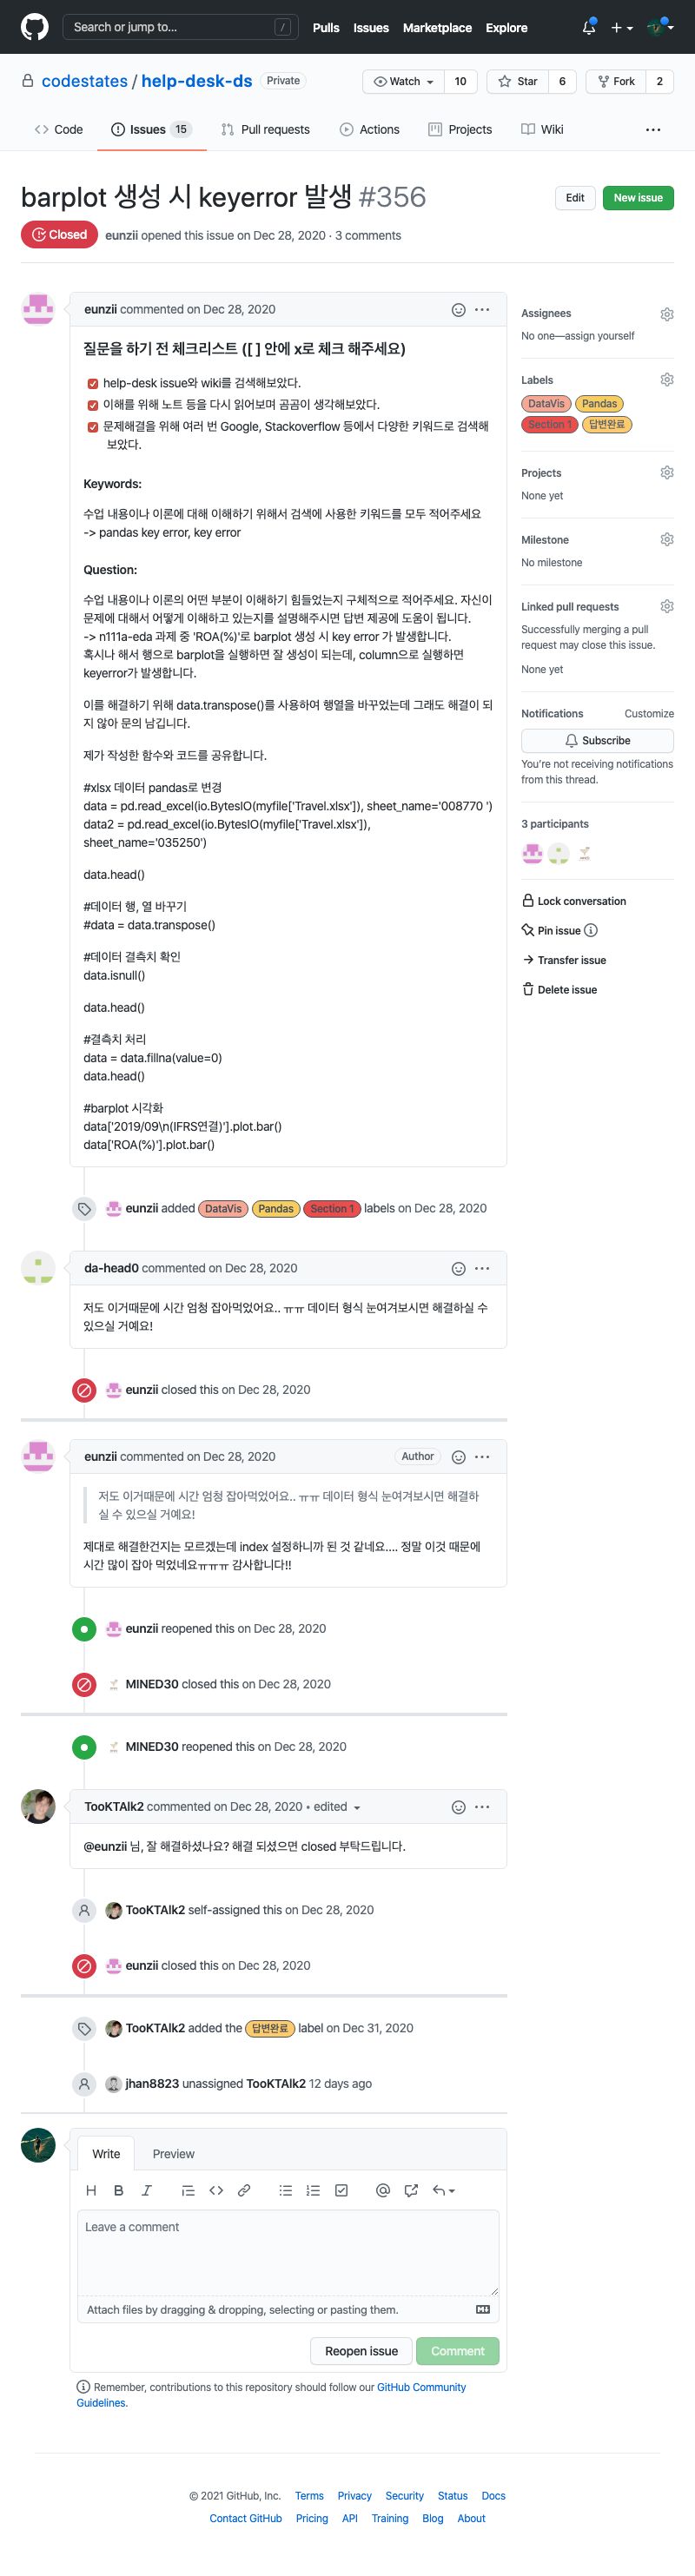 Search or jump to...
/
Pulls Issues Marketplace Explore
codestates / help-desk-ds Private
Watch 10 Star 6 Fork 2
Code Issues 15 Pull requests Actions Projects Wiki
barplot 생성 시 keyerror 발생 #356
Edit New issue
Closed eunzii opened this issue on Dec 28, 2020 · 3 comments
eunzii commented on Dec 28, 2020
질문을 하기 전 체크리스트 ([ ] 안에 x로 체크 해주세요)
help-desk issue와 wiki를 검색해보았다.
이해를 위해 노트 등을 다시 읽어보며 곰곰이 생각해보았다.
문제해결을 위해 여러 번 Google, Stackoverflow 등에서 다양한 키워드로 검색해
보았다.
Keywords:
수업 내용이나 이론에 대해 이해하기 위해서 검색에 사용한 키워드를 모두 적어주세요
-> pandas key error, key error
Question:
수업 내용이나 이론의 어떤 부분이 이해하기 힘들었는지 구체적으로 적어주세요. 자신이
문제에 대해서 어떻게 이해하고 있는지를 설명해주시면 답변 제공에 도움이 됩니다.
-> n111a-eda 과제 중 'ROA(%)'로 barplot 생성 시 key error 가 발생합니다.
혹시나 해서 행으로 barplot을 실행하면 잘 생성이 되는데, column으로 실행하면
keyerror가 발생합니다.
이를 해결하기 위해 data.transpose()를 사용하여 행열을 바꾸었는데 그래도 해결이 되
지 않아 문의 남깁니다.
제가 작성한 함수와 코드를 공유합니다.
#xlsx 데이터 pandas로 변경
data = pd.read_excel(io.BytesIO(myfile['Travel.xlsx']), sheet_name='008770 ')
data2 = pd.read_excel(io.BytesIO(myfile['Travel.xlsx']),
sheet_name='035250')
data.head()
#데이터 행, 열 바꾸기
#data = data.transpose()
#데이터 결측치 확인
data.isnull()
data.head()
#결측치 처리
data = data.fillna(value=0)
data.head()
#barplot 시각화
data['2019/09\n(IFRS연결)'].plot.bar()
data['ROA(%)'].plot.bar()
Assignees
No one—assign yourself
Labels
DataVis Pandas
Section 1 답변완료
Projects
None yet
Milestone
No milestone
Linked pull requests
Successfully merging a pull
request may close this issue.
None yet
Notifications Customize
Subscribe
You're not receiving notifications
from this thread.
3 participants
Lock conversation
Pin issue
Transfer issue
Delete issue
eunzii added DataVis Pandas Section 1 labels on Dec 28, 2020
da-head0 commented on Dec 28, 2020
저도 이거때문에 시간 엄청 잡아먹었어요.. ㅠㅠ 데이터 형식 눈여겨보시면 해결하실 수
있으실 거예요!
eunzii closed this on Dec 28, 2020
eunzii commented on Dec 28, 2020 Author
저도 이거때문에 시간 엄청 잡아먹었어요.. ㅠㅠ 데이터 형식 눈여겨보시면 해결하
실 수 있으실 거예요!
제대로 해결한건지는 모르겠는데 index 설정하니까 된 것 같네요.... 정말 이것 때문에
시간 많이 잡아 먹었네요ㅠㅠㅠ 감사합니다!!
eunzii reopened this on Dec 28, 2020
MINED30 closed this on Dec 28, 2020
MINED30 reopened this on Dec 28, 2020
TooKTAlk2 commented on Dec 28, 2020 • edited
@eunzii 님, 잘 해결하셨나요? 해결 되셨으면 closed 부탁드립니다.
TooKTAlk2 self-assigned this on Dec 28, 2020
eunzii closed this on Dec 28, 2020
TooKTAlk2 added the 답변완료 label on Dec 31, 2020
jhan8823 unassigned TooKTAlk2 12 days ago
Write Preview
Leave a comment
Attach files by dragging & dropping, selecting or pasting them.
Reopen issue Comment
Remember, contributions to this repository should follow our GitHub Community
Guidelines.
© 2021 GitHub, Inc. Terms Privacy Security Status Docs
Contact GitHub Pricing API Training Blog About